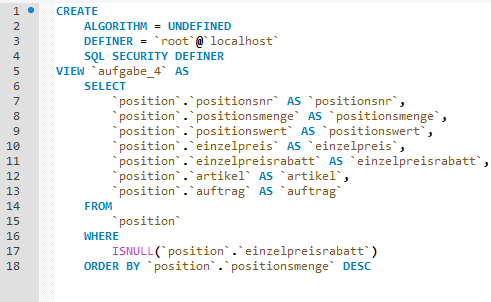 1 CREATE
2 ALGORITHM = UNDEFINED
3 DEFINER = `root`@`localhost`
4 SQL SECURITY DEFINER
5 VIEW `aufgabe_4` AS
6 SELECT
7 `position`.`positionsnr` AS `positionsnr`,
8 `position`.`positionsmenge` AS `positionsmenge`,
9 `position`.`positionswert` AS `positionswert`,
10 `position`.`einzelpreis` AS `einzelpreis`,
11 `position`.`einzelpreisrabatt` AS `einzelpreisrabatt`,
12 `position`.`artikel` AS `artikel`,
13 `position`.`auftrag` AS `auftrag`
14 FROM
15 `position`
16 WHERE
17 ISNULL(`position`.`einzelpreisrabatt`)
18 ORDER BY `position`.`positionsmenge` DESC